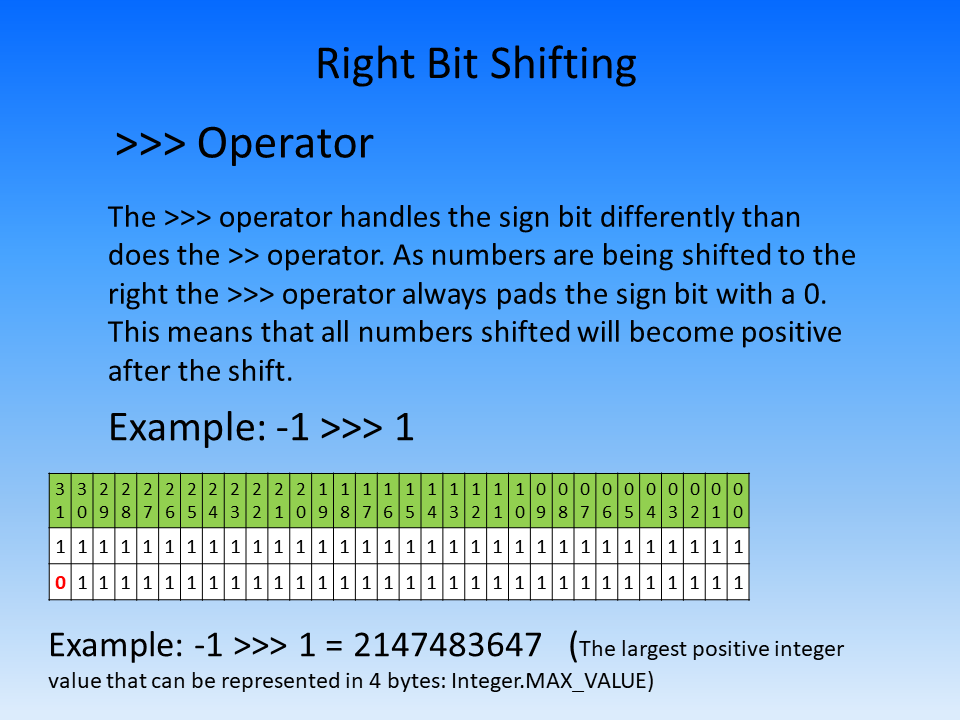 Right Bit Shifting
>>> Operator
The >>> operator handles the sign bit differently than
does the >> operator. As numbers are being shifted to the
right the >>> operator always pads the sign bit with a 0.
This means that all numbers shifted will become positive
after the shift.
Example: -1 >>> 1
31 30 29 28 27 26 25 24 23 22 21 20 19 18 17 16 15 14 13 12 11 10 09 08 07 06 05 04 03 02 01 00
1 1 1 1 1 1 1 1 1 1 1 1 1 1 1 1 1 1 1 1 1 1 1 1 1 1 1 1 1 1 1 1
0 1 1 1 1 1 1 1 1 1 1 1 1 1 1 1 1 1 1 1 1 1 1 1 1 1 1 1 1 1 1 1
Example: -1 >>> 1 = 2147483647 (The largest positive integer
value that can be represented in 4 bytes: Integer.MAX_VALUE)